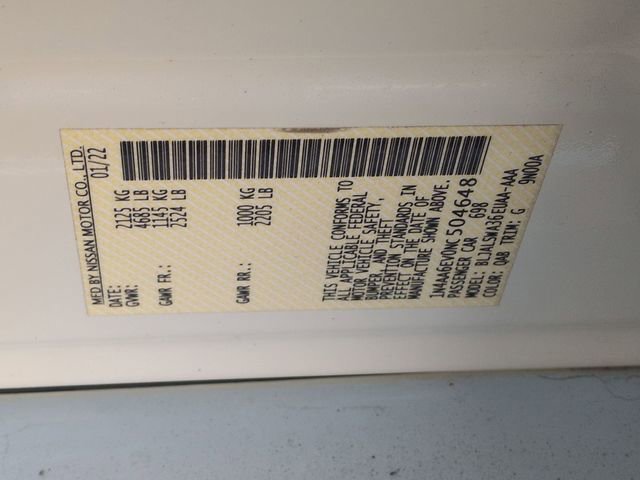 MFD BY NISSAN MOTOR CO., LTD.
DATE: 01/22
GVWR: 2125 KG
4685 LB
GAWR FR.: 1145 KG
2524 LB
GAWR RR.: 1000 KG
2205 LB
THIS VEHICLE CONFORMS TO
ALL APPLICABLE FEDERAL
MOTOR VEHICLE SAFETY,
BUMPER, AND THEFT
PREVENTION STANDARDS IN
EFFECT ON THE DATE OF
MANUFACTURE SHOWN ABOVE.
1N4AA6EV0NC504648
PASSENGER CAR 698
MODEL: BLJALSWA36EUAA-AAA
COLOR: QAB TRIM: G 9N00A